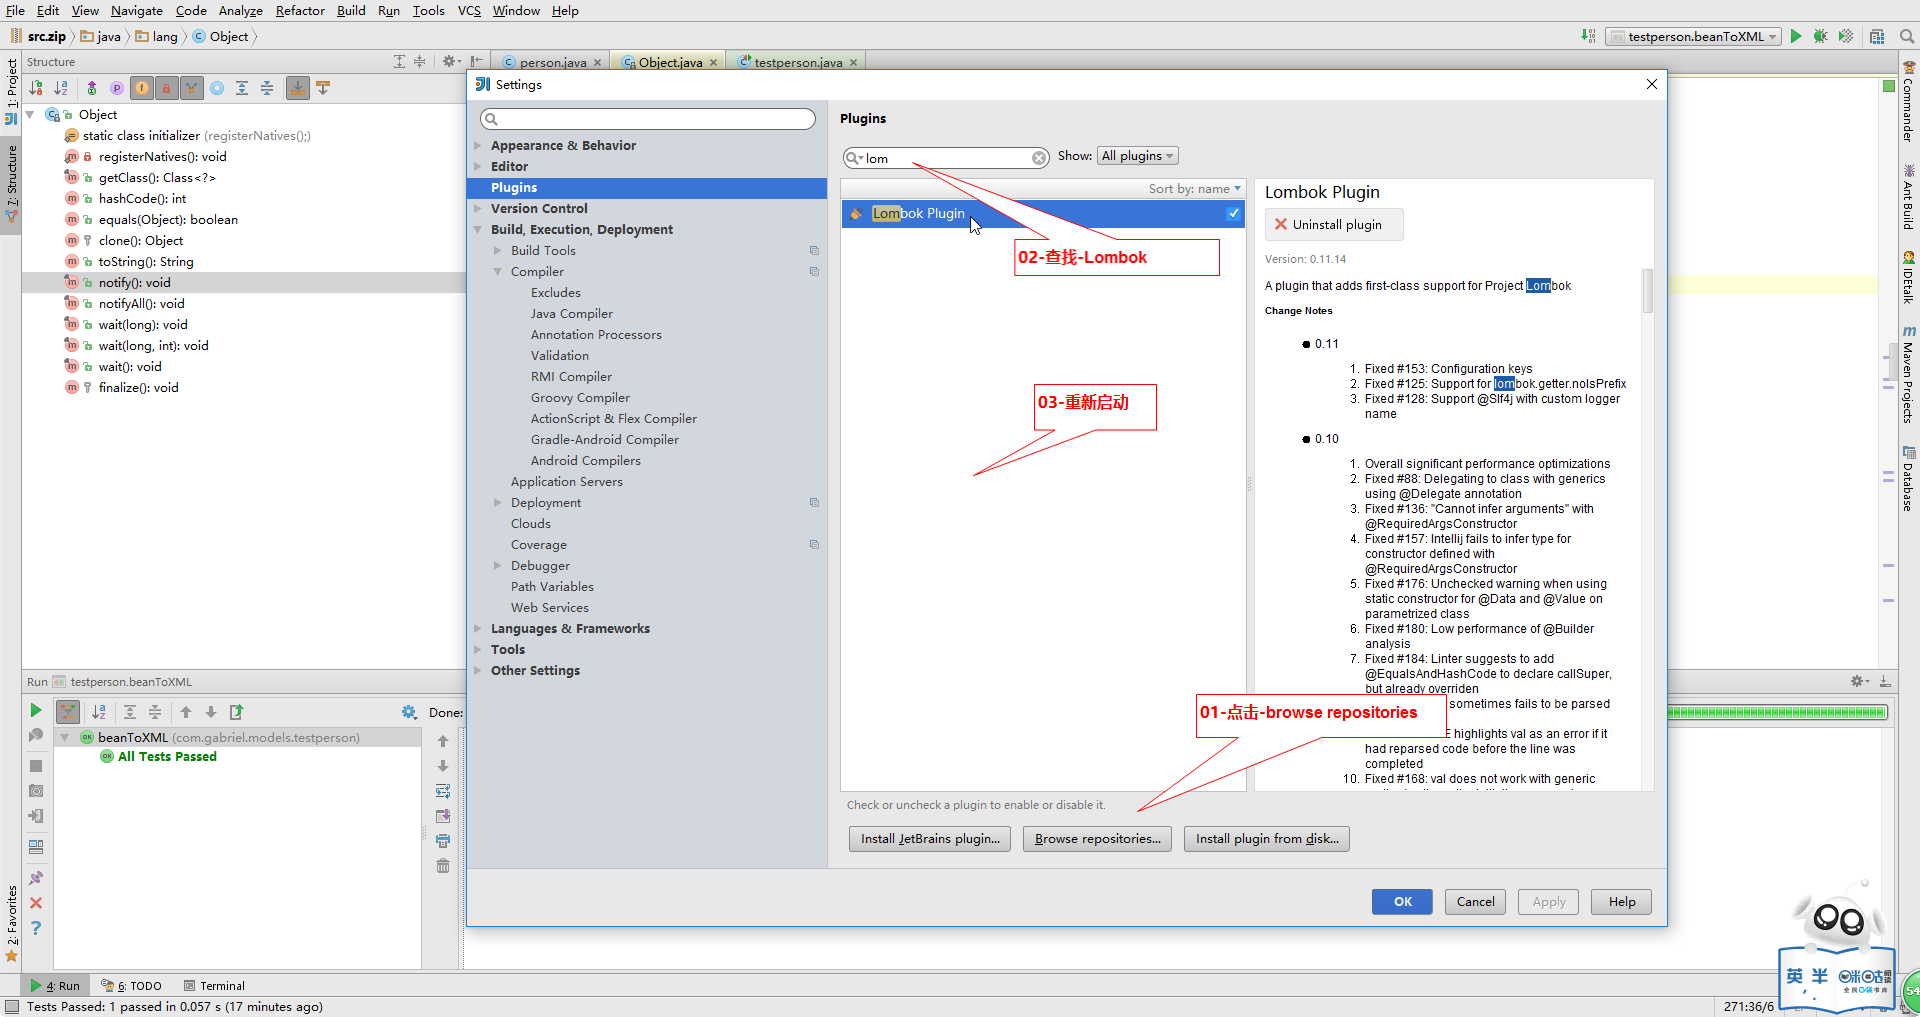 File Edit View Navigate Code Analyze Refactor Build Run Tools VCS Window Help
src.zip java lang Object testperson.beanToXML
1: Project
7: Structure
2: Favorites
Structure
person.java Object.java testperson.java
Object
static class initializer (registerNatives();)
registerNatives(): void
getClass(): Class<?>
hashCode(): int
equals(Object): boolean
clone(): Object
toString(): String
notify(): void
notifyAll(): void
wait(long): void
wait(long, int): void
wait(): void
finalize(): void
Settings
Appearance & Behavior
Editor
Plugins
Version Control
Build, Execution, Deployment
Build Tools
Compiler
Excludes
Java Compiler
Annotation Processors
Validation
RMI Compiler
Groovy Compiler
ActionScript & Flex Compiler
Gradle-Android Compiler
Android Compilers
Application Servers
Deployment
Clouds
Coverage
Debugger
Path Variables
Web Services
Languages & Frameworks
Tools
Other Settings
Plugins
lom Show: All plugins
Sort by: name
Lombok Plugin
02-查找-Lombok
03-重新启动
01-点击-browse repositories
Lombok Plugin
Uninstall plugin
Version: 0.11.14
A plugin that adds first-class support for Project Lombok
Change Notes
0.11
1. Fixed #153: Configuration keys
2. Fixed #125: Support for lombok.getter.noIsPrefix
3. Fixed #128: Support @Slf4j with custom logger
name
0.10
1. Overall significant performance optimizations
2. Fixed #88: Delegating to class with generics
using @Delegate annotation
3. Fixed #136: "Cannot infer arguments" with
@RequiredArgsConstructor
4. Fixed #157: Intellij fails to infer type for
constructor defined with
@RequiredArgsConstructor
5. Fixed #176: Unchecked warning when using
static constructor for @Data and @Value on
parametrized class
6. Fixed #180: Low performance of @Builder
analysis
7. Fixed #184: Linter suggests to add
@EqualsAndHashCode to declare callSuper,
but already overriden
sometimes fails to be parsed
highlights val as an error if it
had reparsed code before the line was
completed
10. Fixed #168: val does not work with generic
Check or uncheck a plugin to enable or disable it.
Install JetBrains plugin... Browse repositories... Install plugin from disk...
OK Cancel Apply Help
Commander
Ant Build
IDEtalk
Maven Projects
Database
Run testperson.beanToXML
Done:
beanToXML (com.gabriel.models.testperson)
All Tests Passed
4: Run 6: TODO Terminal
Tests Passed: 1 passed in 0.057 s (17 minutes ago)
271:36/6
英 半 咪咕
54